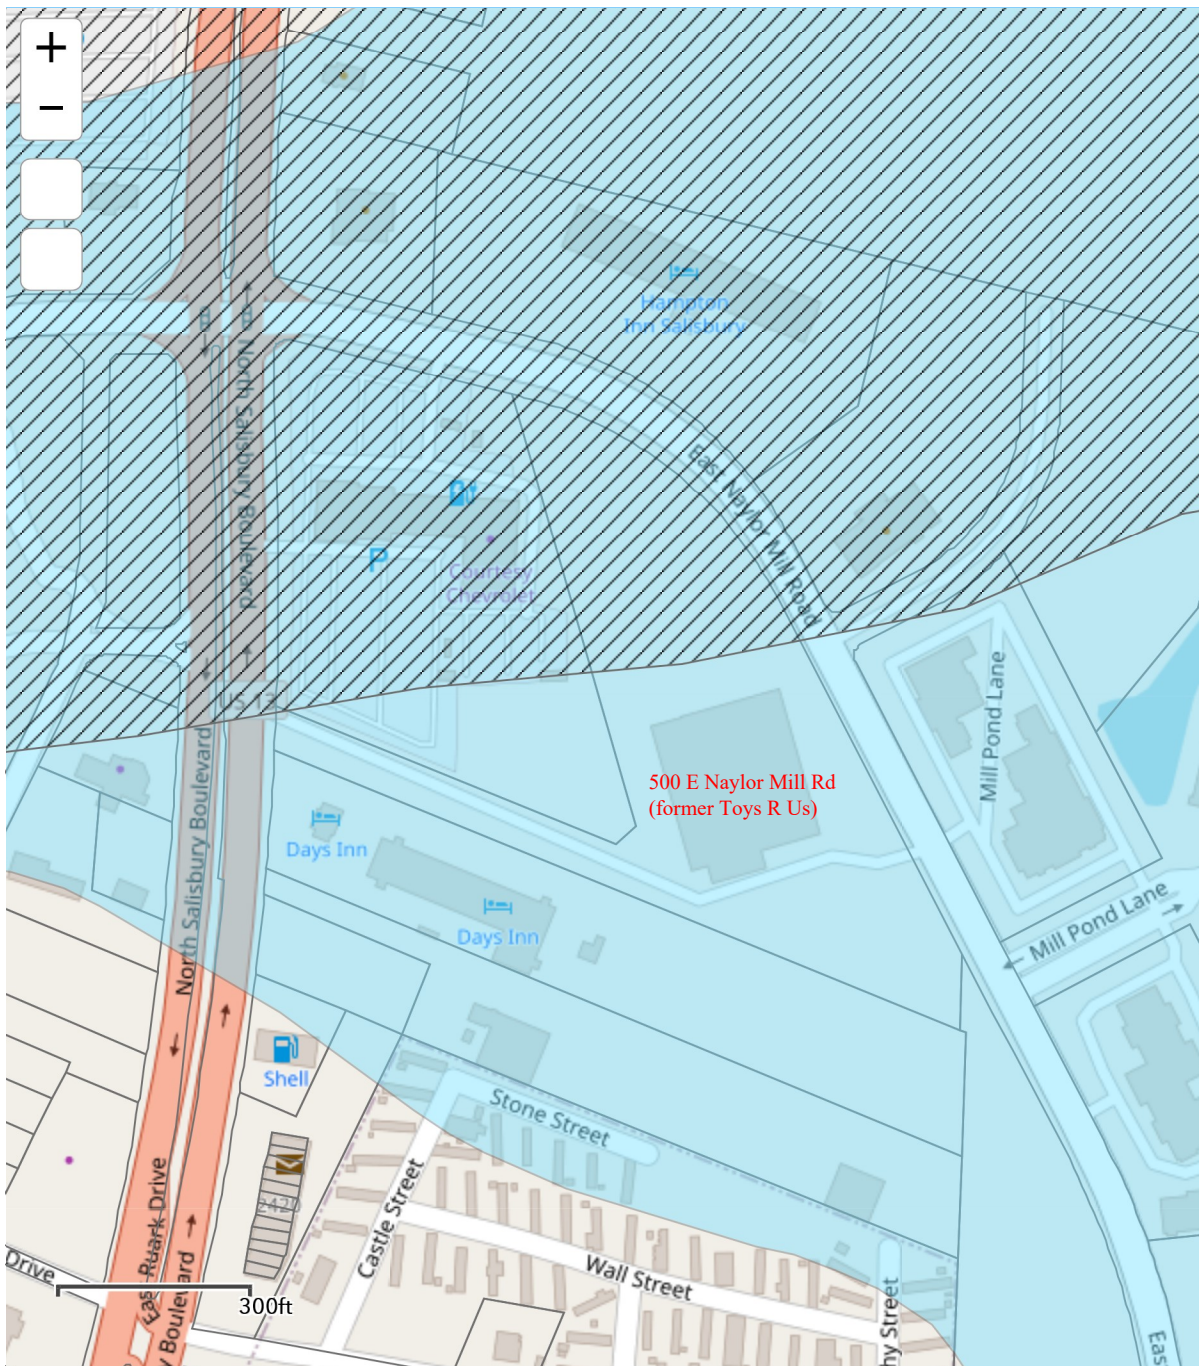 +
−
Hampton
Inn Salisbury
North Salisbury Boulevard
East Naylor Mill Road
P
Courtesy
Chevrolet
US 13
Mill Pond Lane
500 E Naylor Mill Rd
(former Toys R Us)
North Salisbury Boulevard
Days Inn
Days Inn
Mill Pond Lane
Shell
Stone Street
2420
Castle Street
East Ruark Drive
Drive
Wall Street
y Boulevard
hy Street
300ft
Eas